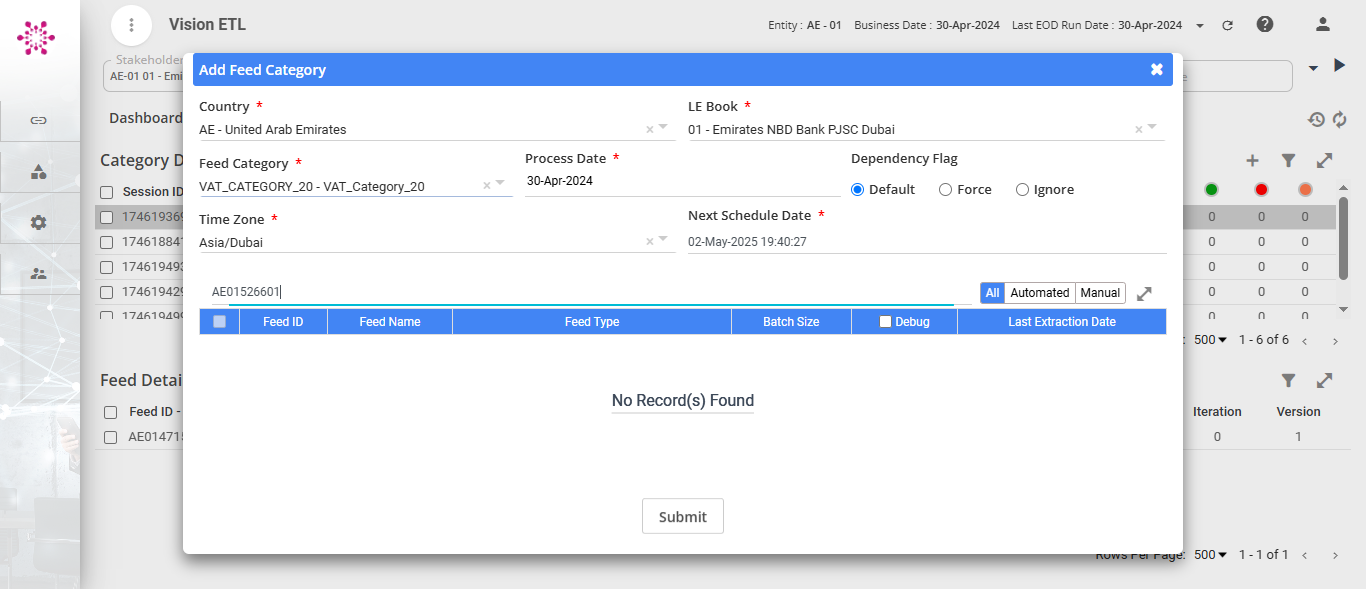 Vision ETL
Entity : AE - 01 Business Date : 30-Apr-2024 Last EOD Run Date : 30-Apr-2024
Stakeholder
AE-01 01 - Emi
Dashboard
Category D
Session ID
174619369
174618841
174619493
174619429
174619499
0 0 0
0 0 0
0 0 0
0 0 0
0 0 0
: 500 1 - 6 of 6
Feed Detai
Feed ID -
AE01471
Iteration Version
0 1
Rows Per Page: 500 1 - 1 of 1
Add Feed Category
Country *
AE - United Arab Emirates
LE Book *
01 - Emirates NBD Bank PJSC Dubai
Feed Category *
VAT_CATEGORY_20 - VAT_Category_20
Process Date *
30-Apr-2024
Dependency Flag
Default Force Ignore
Time Zone *
Asia/Dubai
Next Schedule Date *
02-May-2025 19:40:27
AE01526601
All Automated Manual
Feed ID Feed Name Feed Type Batch Size Debug Last Extraction Date
No Record(s) Found
Submit